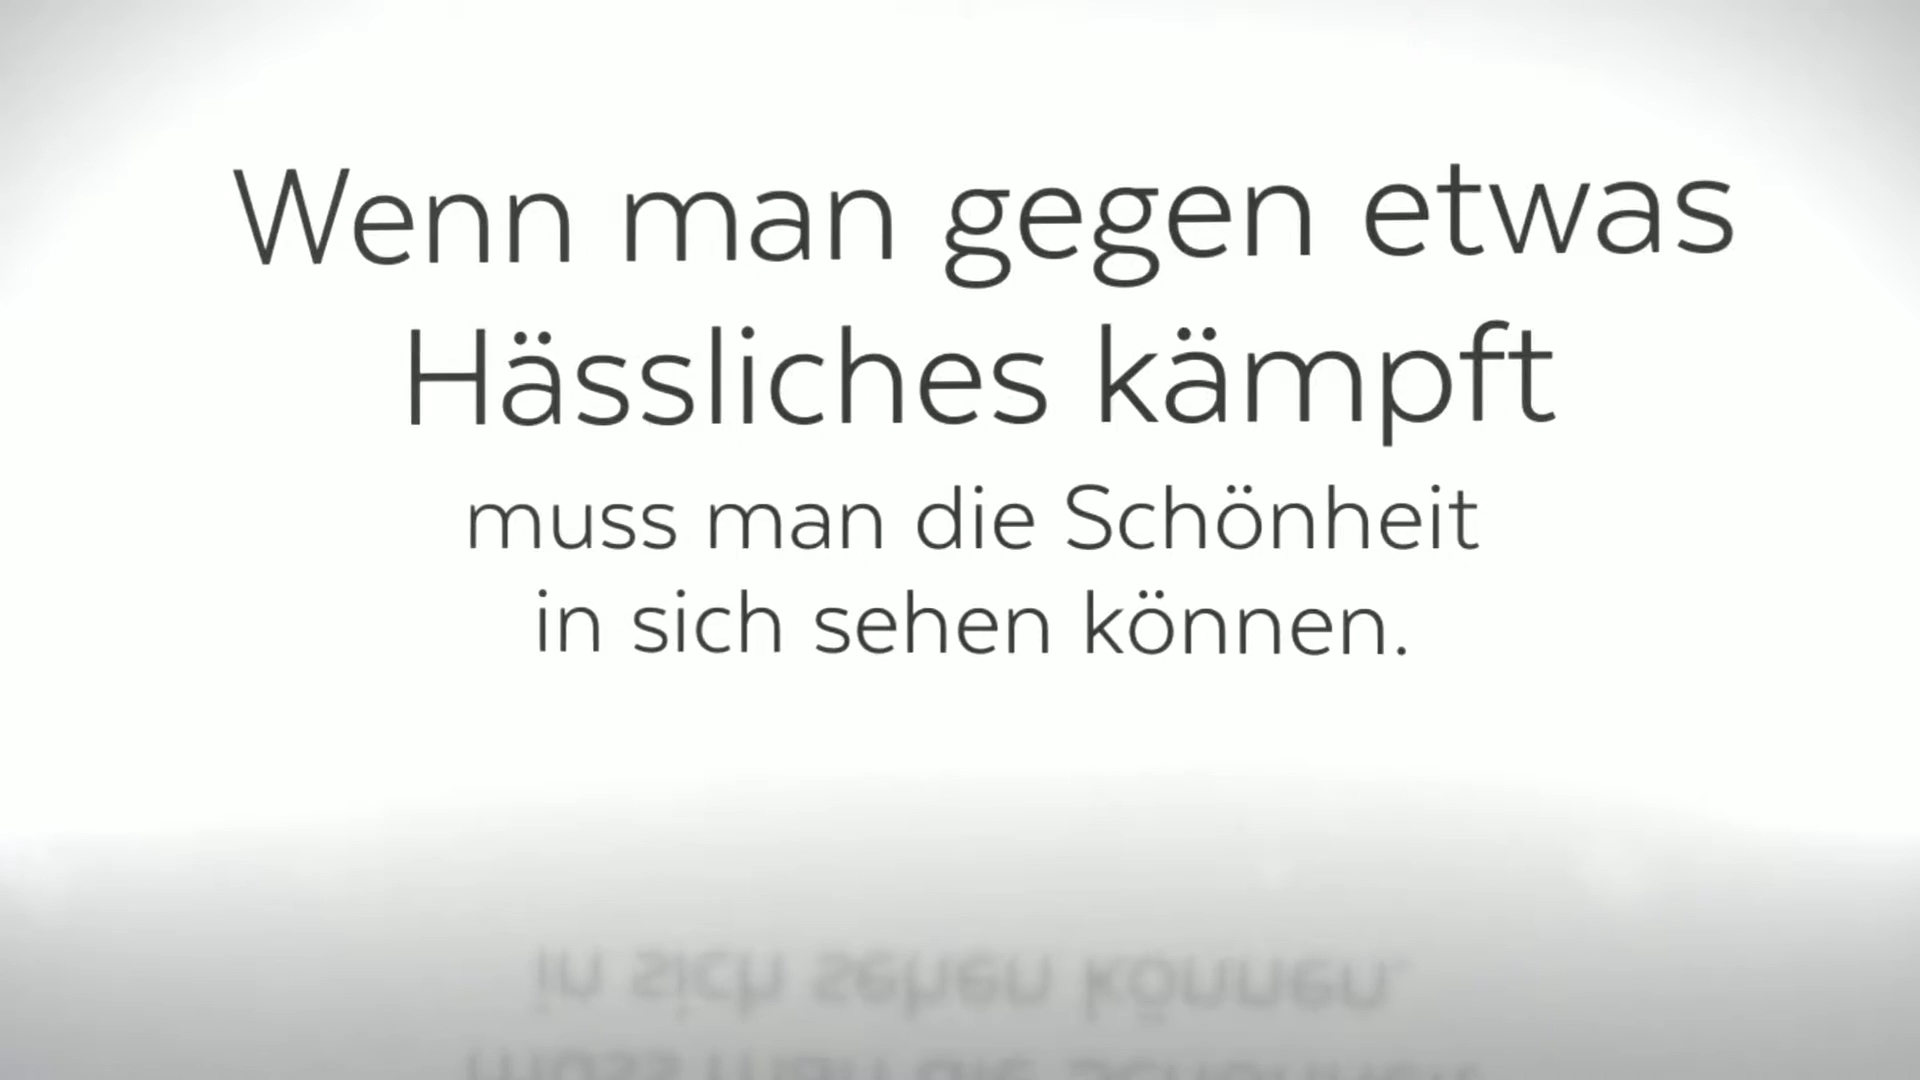 Wenn man gegen etwas
Hässliches kämpft
muss man die Schönheit
in sich sehen können.